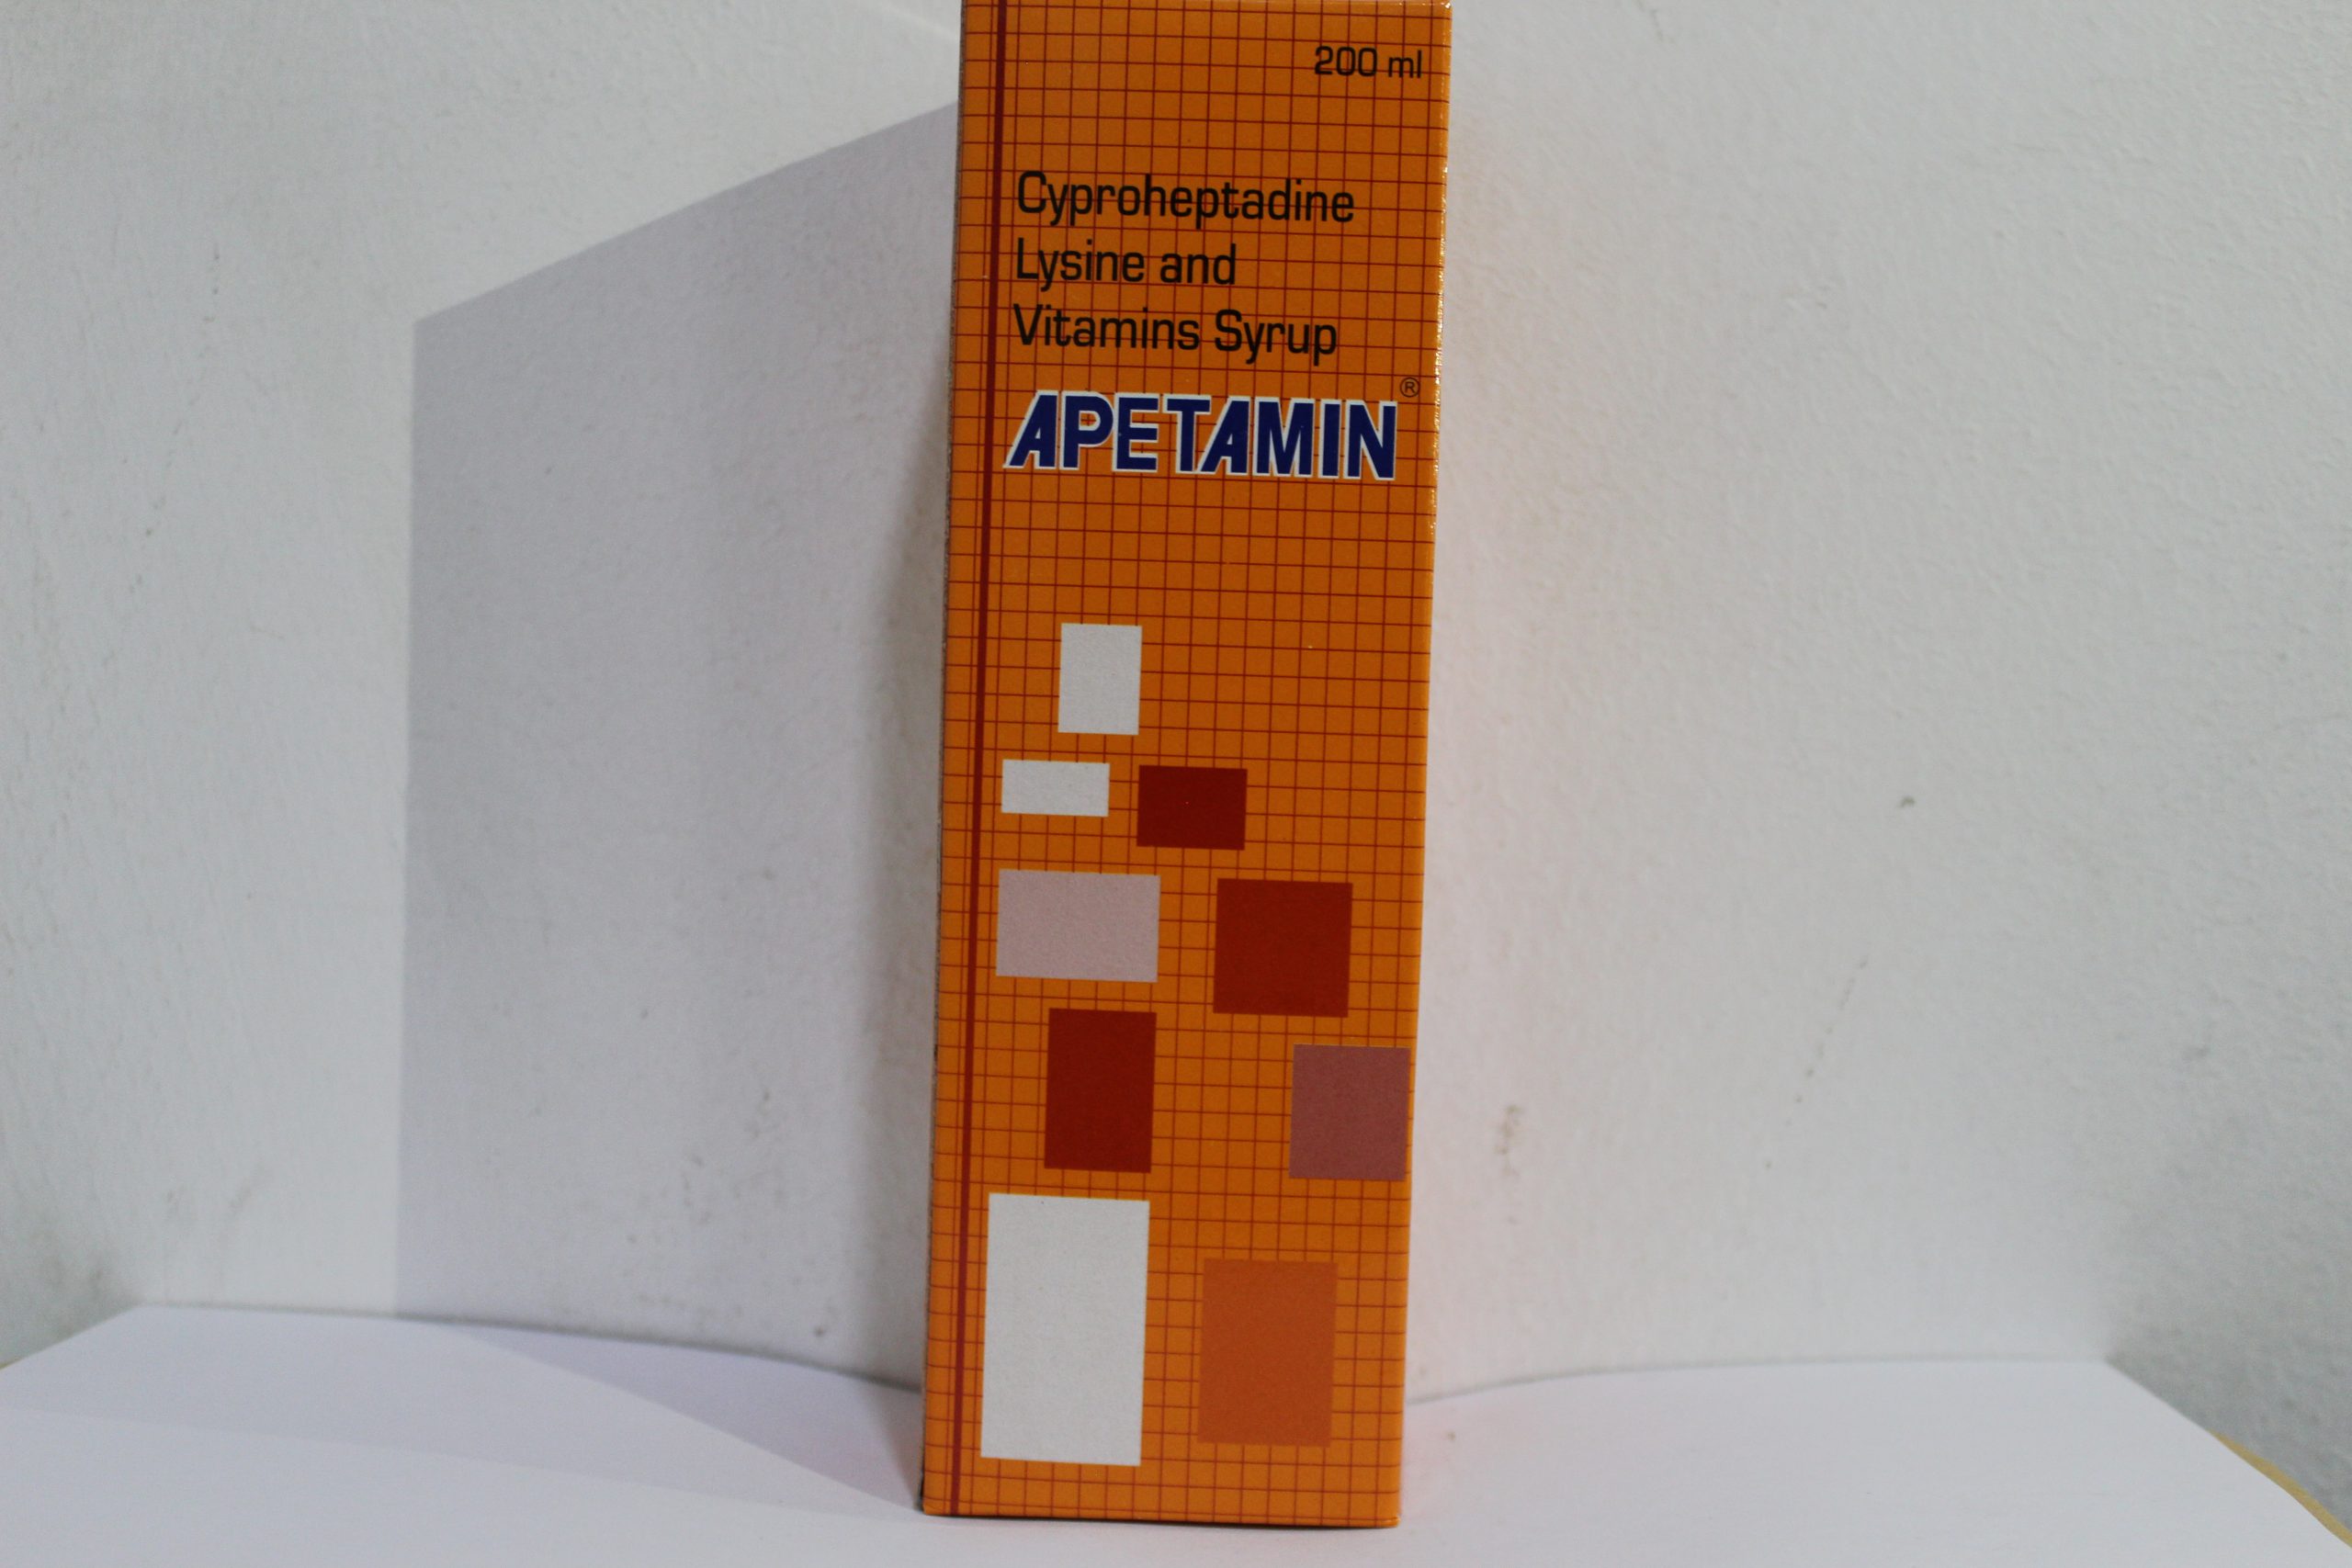 200 ml
Cyproheptadine
Lysine and
Vitamins Syrup
APETAMIN®